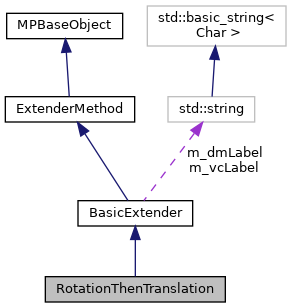 MPBaseObject
std::basic_string<
Char >
ExtenderMethod
std::string
m_dmLabel
m_vcLabel
BasicExtender
RotationThenTranslation